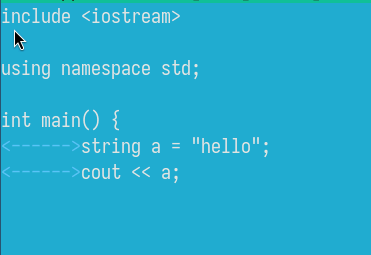 include <iostream>
using namespace std;
int main() {
<------>string a = "hello";
<------>cout << a;